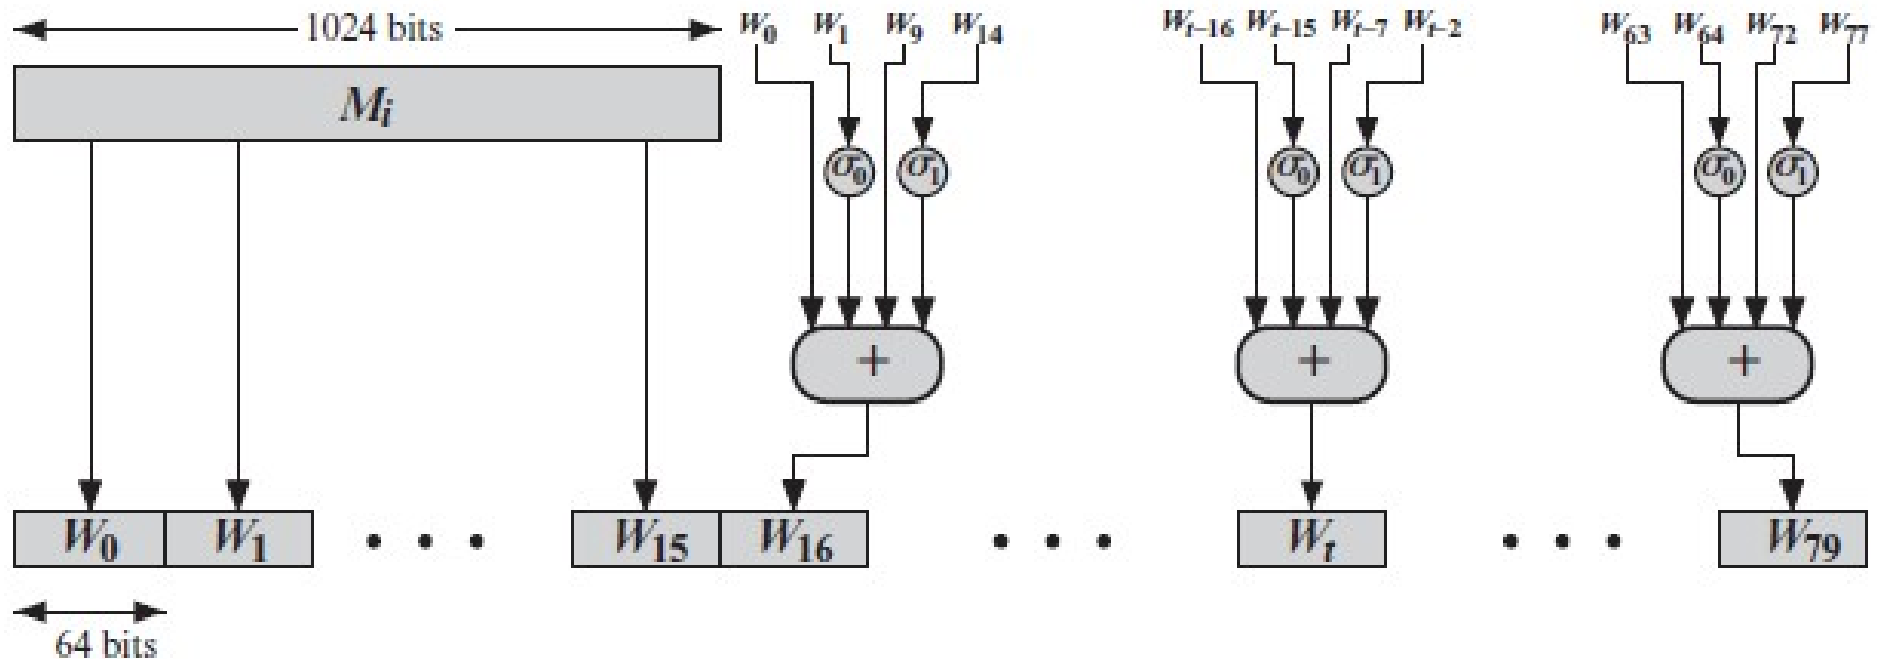 1024 bits
W0 W1 W9 W14
Wt–16 Wt–15 Wt–7 Wt–2
W63 W64 W72 W77
Mi
σ0 σ1
σ0 σ1
σ0 σ1
+
+
+
W0 W1 • • • W15 W16 • • • Wt • • • W79
64 bits